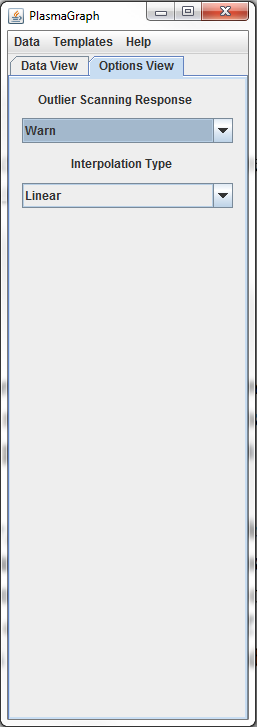 PlasmaGraph
Data Templates Help
Data View Options View
Outlier Scanning Response
Warn
Interpolation Type
Linear